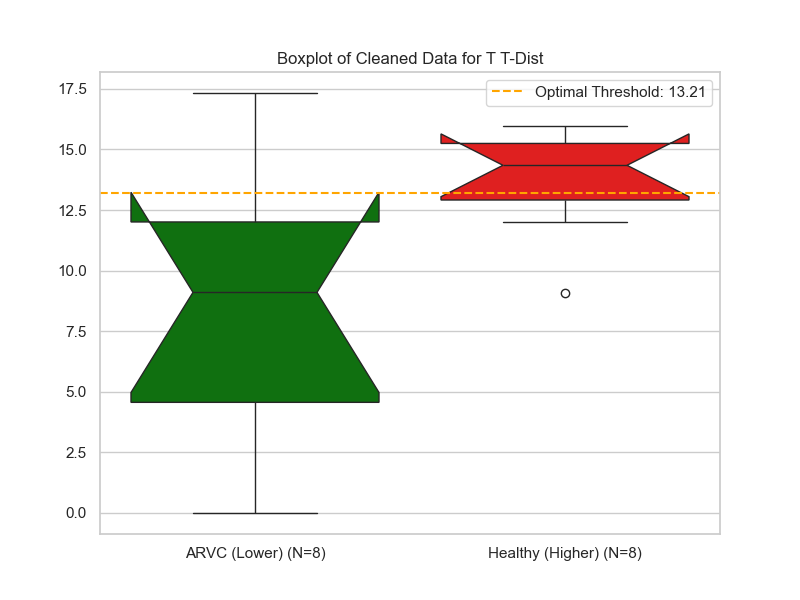 Boxplot of Cleaned Data for T T-Dist
Optimal Threshold: 13.21
17.5
15.0
12.5
10.0
7.5
5.0
2.5
0.0
ARVC (Lower) (N=8)
Healthy (Higher) (N=8)